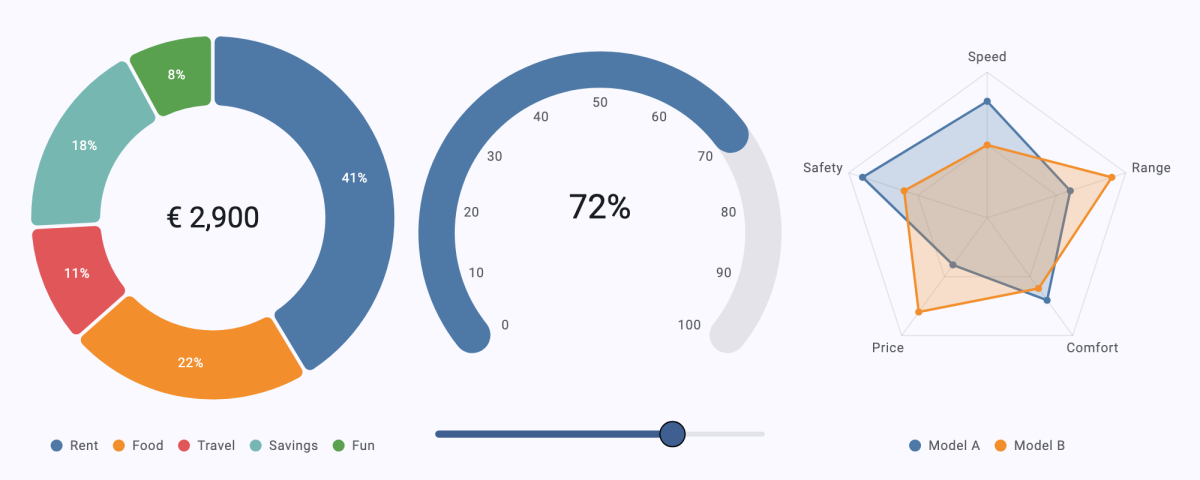 8%
18%
41%
€ 2,900
11%
22%
Rent Food Travel Savings Fun
50
40 60
30 70
72%
20 80
10 90
0 100
Speed
Safety Range
Price Comfort
Model A Model B